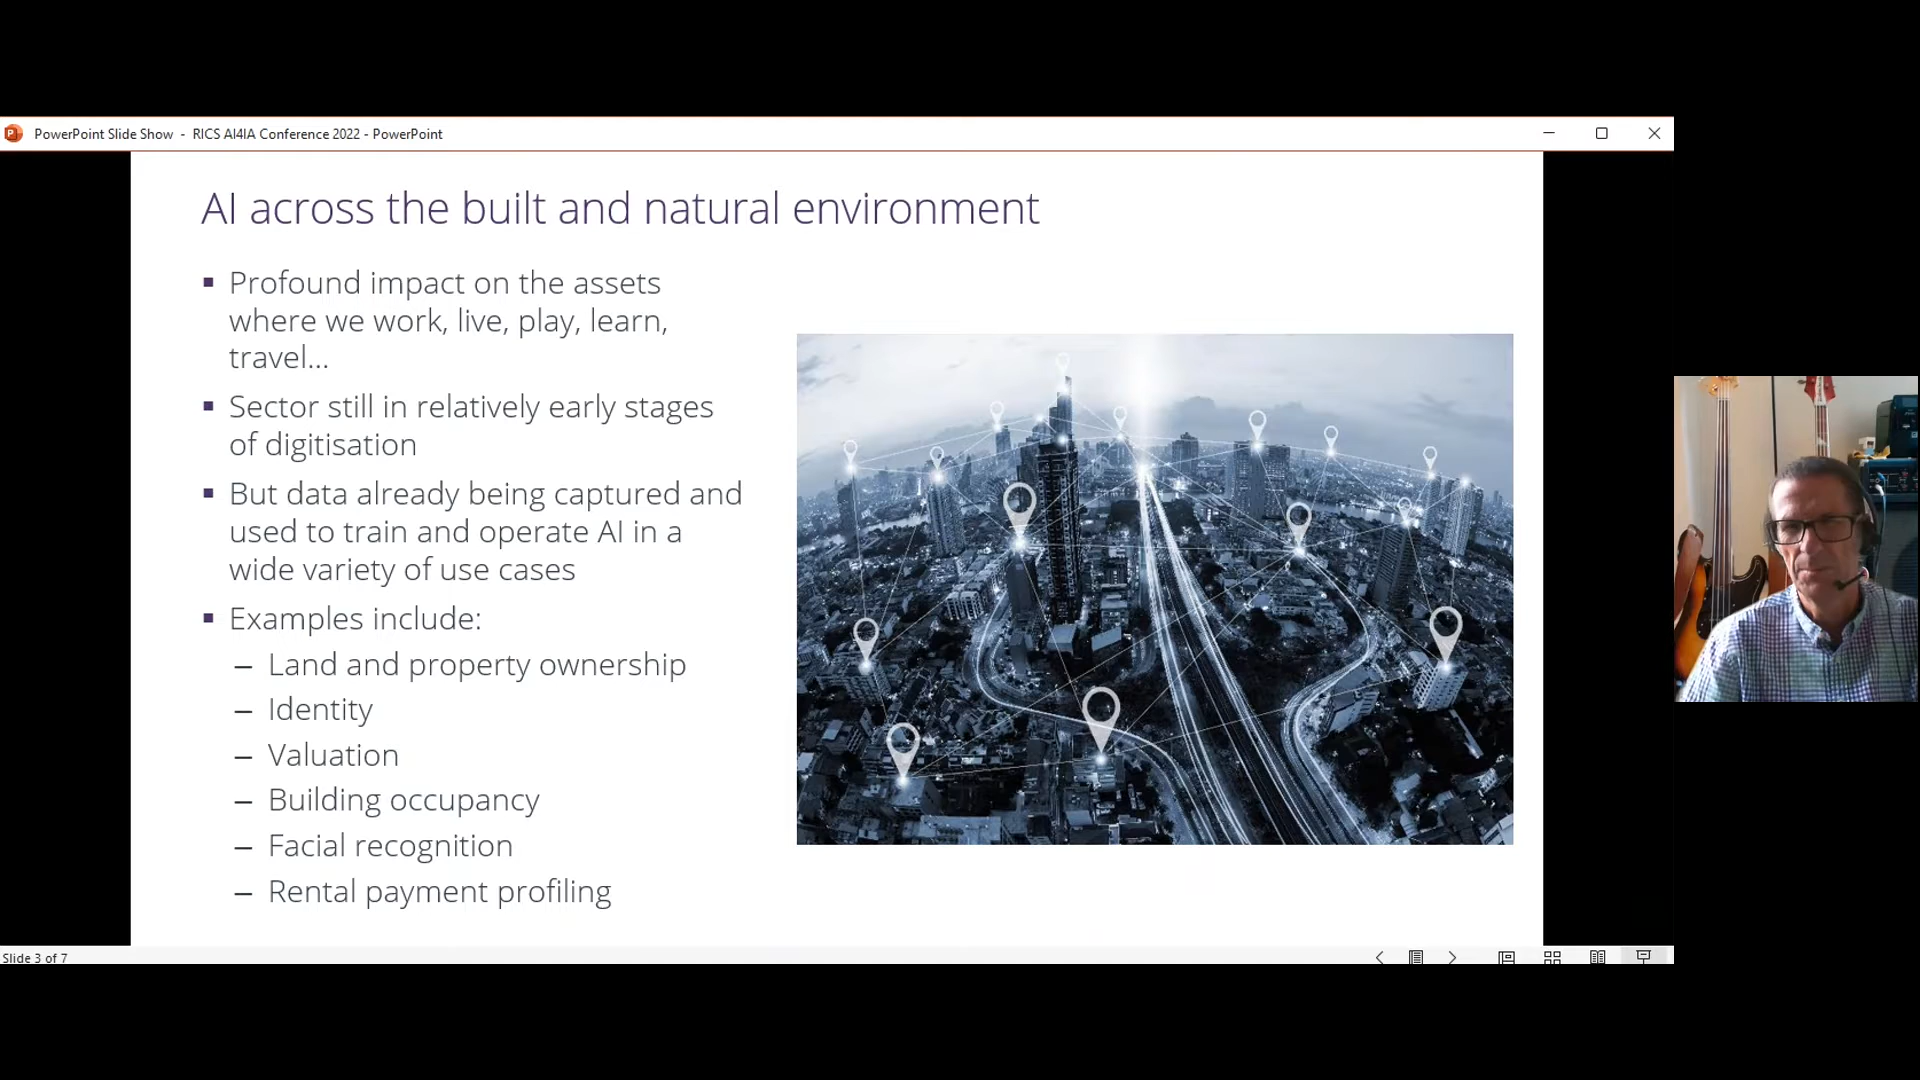 PowerPoint Slide Show - RICS AI4IA Conference 2022 - PowerPoint
AI across the built and natural environment
▪ Profound impact on the assets
where we work, live, play, learn,
travel...
▪ Sector still in relatively early stages
of digitisation
▪ But data already being captured and
used to train and operate AI in a
wide variety of use cases
▪ Examples include:
– Land and property ownership
– Identity
– Valuation
– Building occupancy
– Facial recognition
– Rental payment profiling
Slide 3 of 7